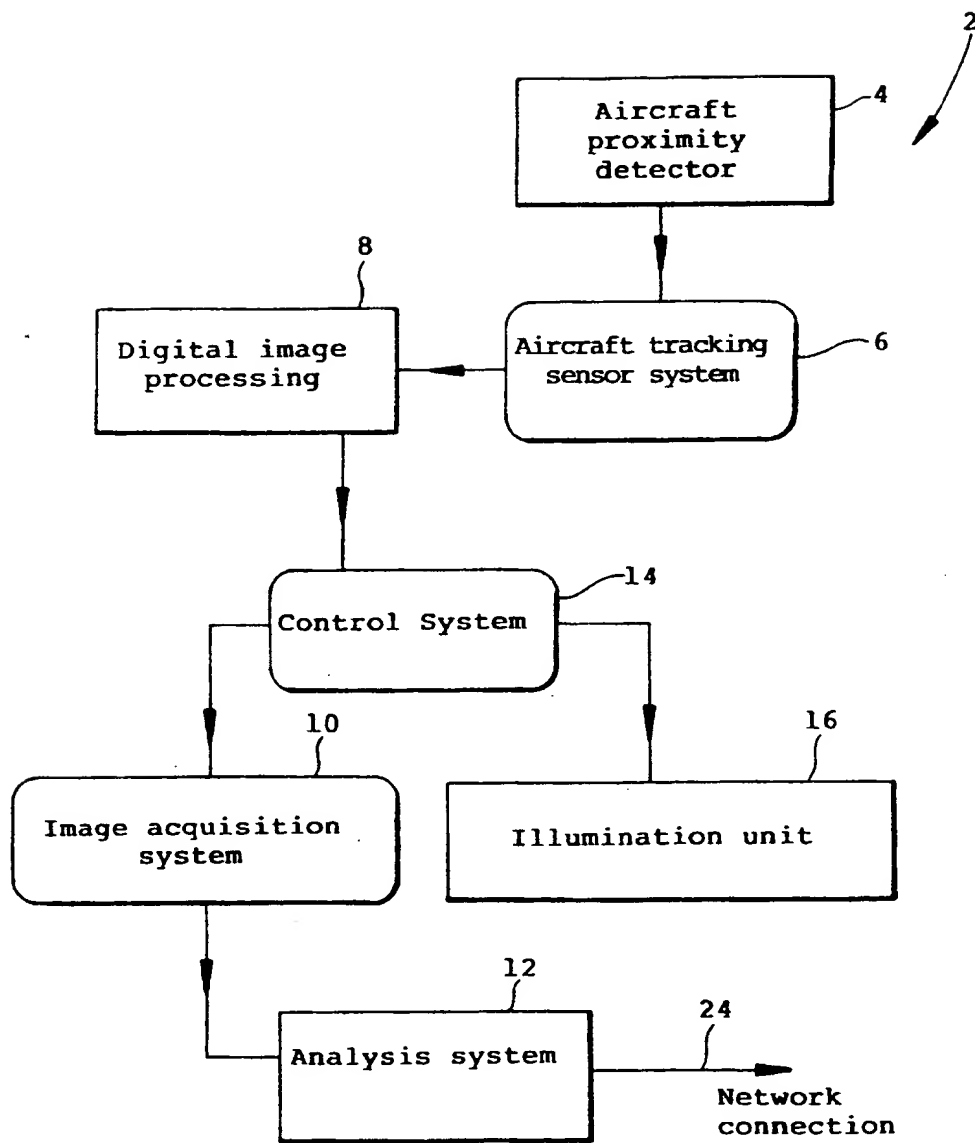 2
Aircraft
proximity
detector
4
8
Digital image
processing
Aircraft tracking
sensor system
6
Control System
14
10
Image acquisition
system
16
Illumination unit
12
Analysis system
24
Network
connection